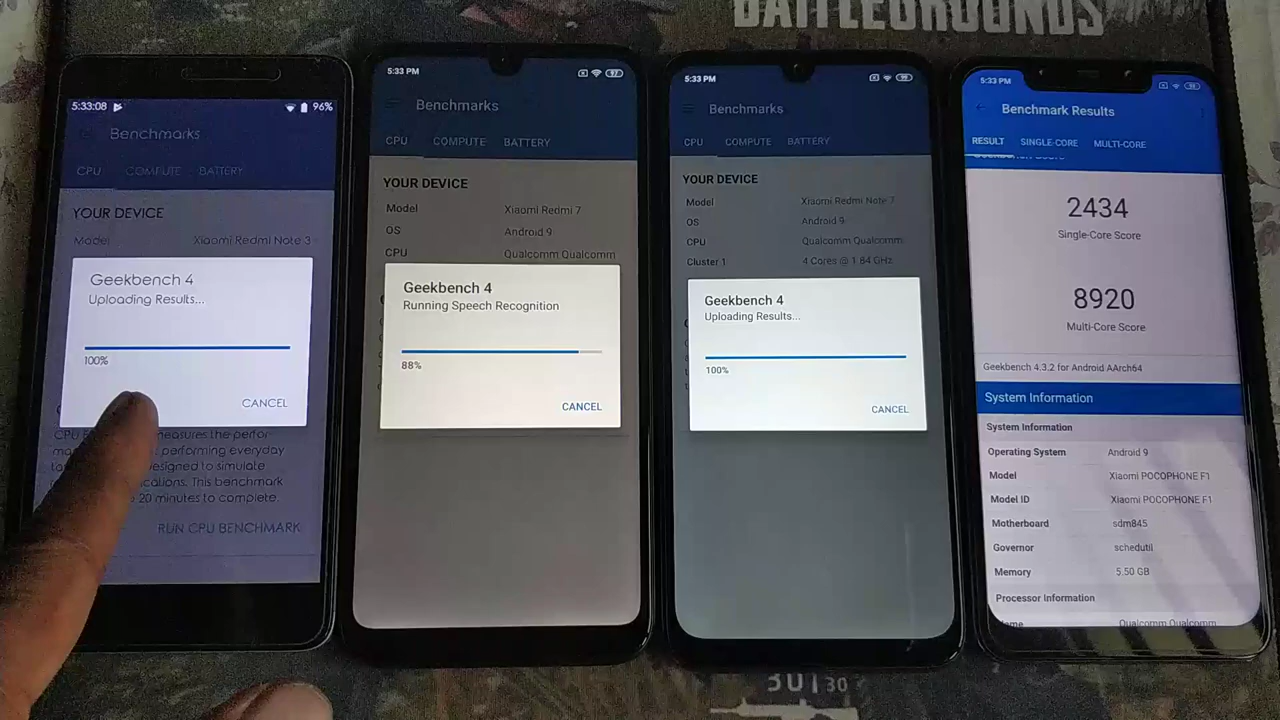 BATTLEGROUNDS
5:33:08
96%
Benchmarks
CPU COMPUTE BATTERY
YOUR DEVICE
Model Xiaomi Redmi Note 3
Geekbench 4
Uploading Results...
100%
CANCEL
measures the perfor-
performing everyday
designed to simulate
This benchmark
20 minutes to complete.
RUN CPU BENCHMARK
5:33 PM 97
Benchmarks
CPU COMPUTE BATTERY
YOUR DEVICE
Model Xiaomi Redmi 7
OS Android 9
CPU Qualcomm Qualcomm
Geekbench 4
Running Speech Recognition
88%
CANCEL
5:33 PM
Benchmarks
CPU COMPUTE BATTERY
YOUR DEVICE
Model Xiaomi Redmi Note 7
OS Android 9
CPU Qualcomm Qualcomm
Cluster 1 4 Cores @ 1.84 GHz
Geekbench 4
Uploading Results...
100%
CANCEL
5:33 PM
Benchmark Results
RESULT SINGLE-CORE MULTI-CORE
2434
Single-Core Score
8920
Multi-Core Score
Geekbench 4.3.2 for Android AArch64
System Information
System Information
Operating System Android 9
Model Xiaomi POCOPHONE F1
Model ID Xiaomi POCOPHONE F1
Motherboard sdm845
Governor schedutil
Memory 5.50 GB
Processor Information
Name Qualcomm Qualcomm
30 | 30